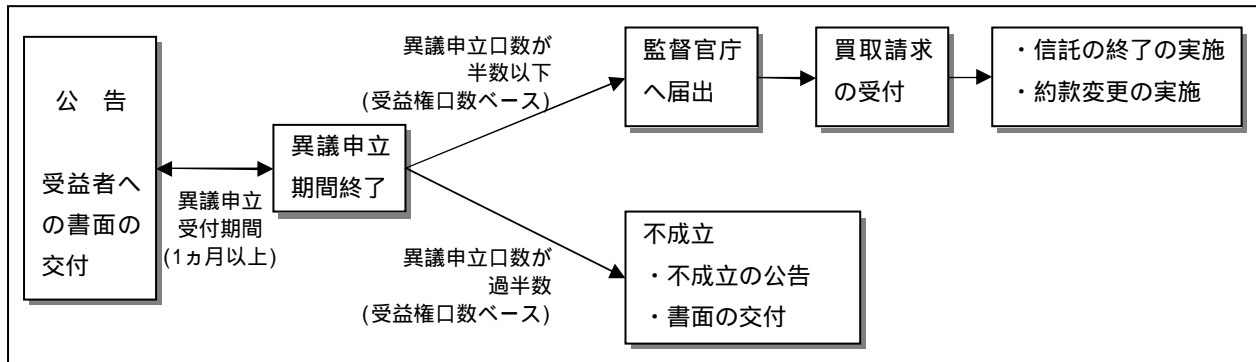 公 告
受益者へ
の書面の
交付
異議申立
受付期間
(1ヵ月以上)
異議申立
期間終了
異議申立口数が
半数以下
(受益権口数ベース)
監督官庁
へ届出
買取請求
の受付
・信託の終了の実施
・約款変更の実施
異議申立口数が
過半数
(受益権口数ベース)
不成立
・不成立の公告
・書面の交付